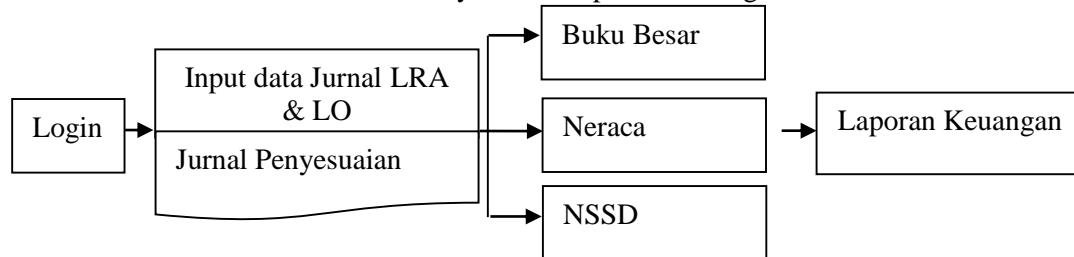 Buku Besar
Input data Jurnal LRA
& LO
Login
Neraca
Laporan Keuangan
Jurnal Penyesuaian
NSSD